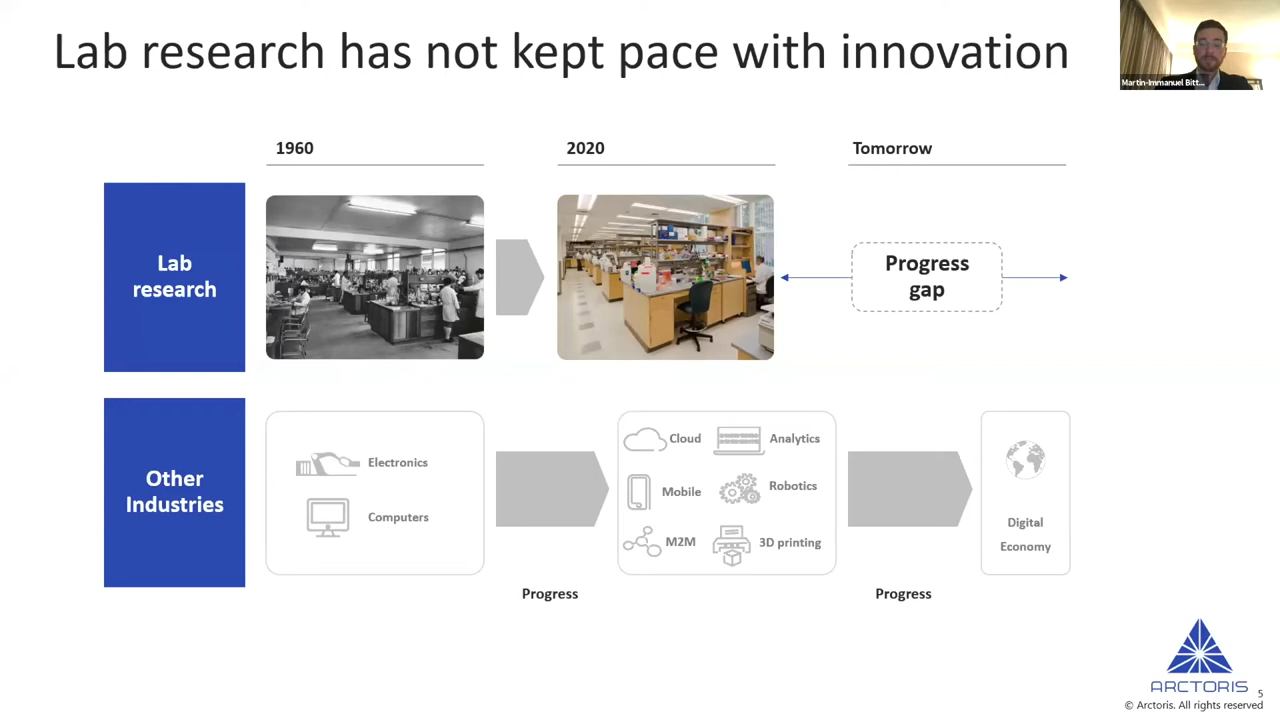 Lab research has not kept pace with innovation
Martin-Immanuel Bitt...
1960
2020
Tomorrow
Lab
research
Progress
gap
Other
Industries
Electronics
Computers
Cloud
Analytics
Mobile
Robotics
M2M
3D printing
Digital
Economy
Progress
Progress
ARCTORIS
5
© Arctoris. All rights reserved